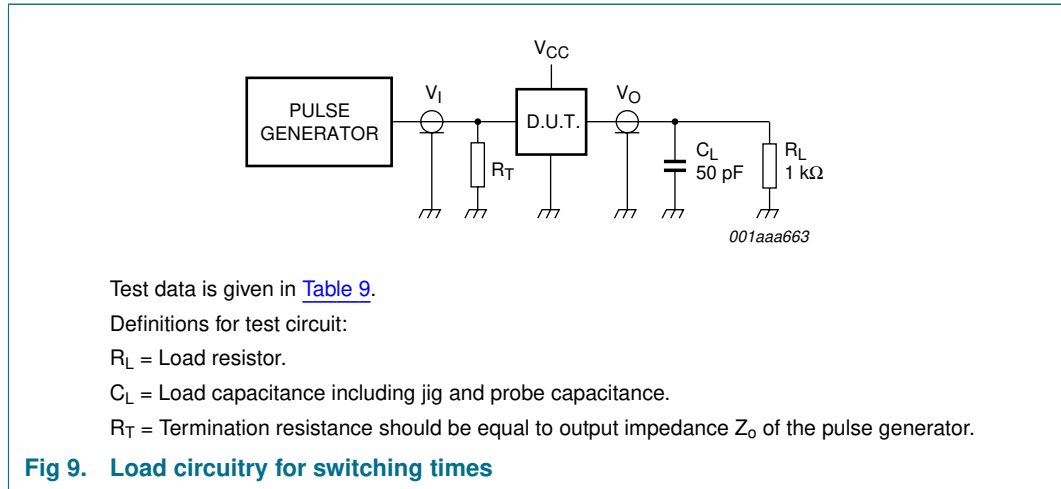 V_CC
PULSE
GENERATOR
V_I
D.U.T.
V_O
R_T
C_L
50 pF
R_L
1 kΩ
001aaa663
Test data is given in Table 9.
Definitions for test circuit:
R_L = Load resistor.
C_L = Load capacitance including jig and probe capacitance.
R_T = Termination resistance should be equal to output impedance Z_o of the pulse generator.
Fig 9. Load circuitry for switching times